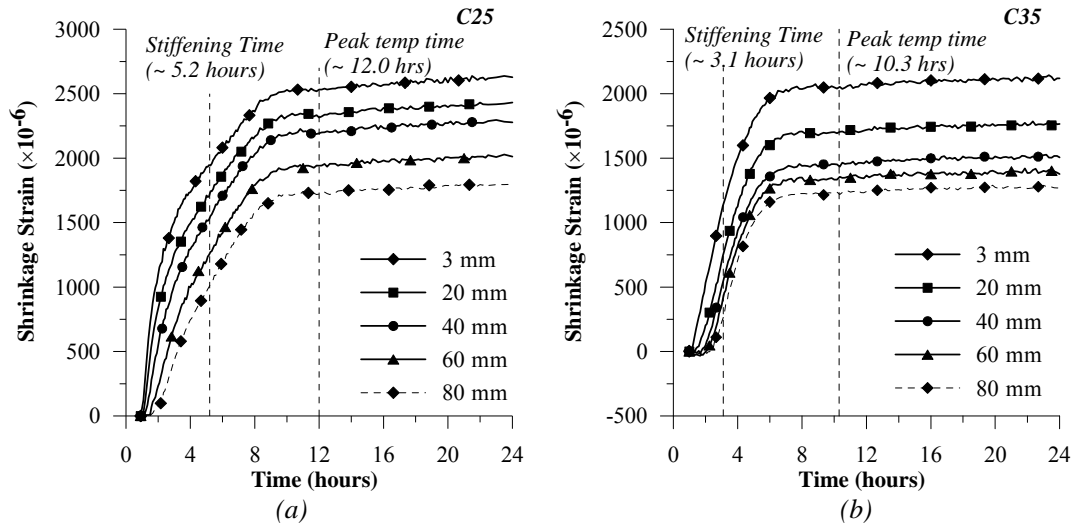 C25
Stiffening Time
(~ 5.2 hours)
Peak temp time
(~ 12.0 hrs)
3000
2500
2000
1500
1000
500
0
Shrinkage Strain (×10-6)
3 mm
20 mm
40 mm
60 mm
80 mm
0 4 8 12 16 20 24
Time (hours)
(a)
C35
Stiffening Time
(~ 3.1 hours)
Peak temp time
(~ 10.3 hrs)
2500
2000
1500
1000
500
0
-500
Shrinkage Strain (×10-6)
3 mm
20 mm
40 mm
60 mm
80 mm
0 4 8 12 16 20 24
Time (hours)
(b)